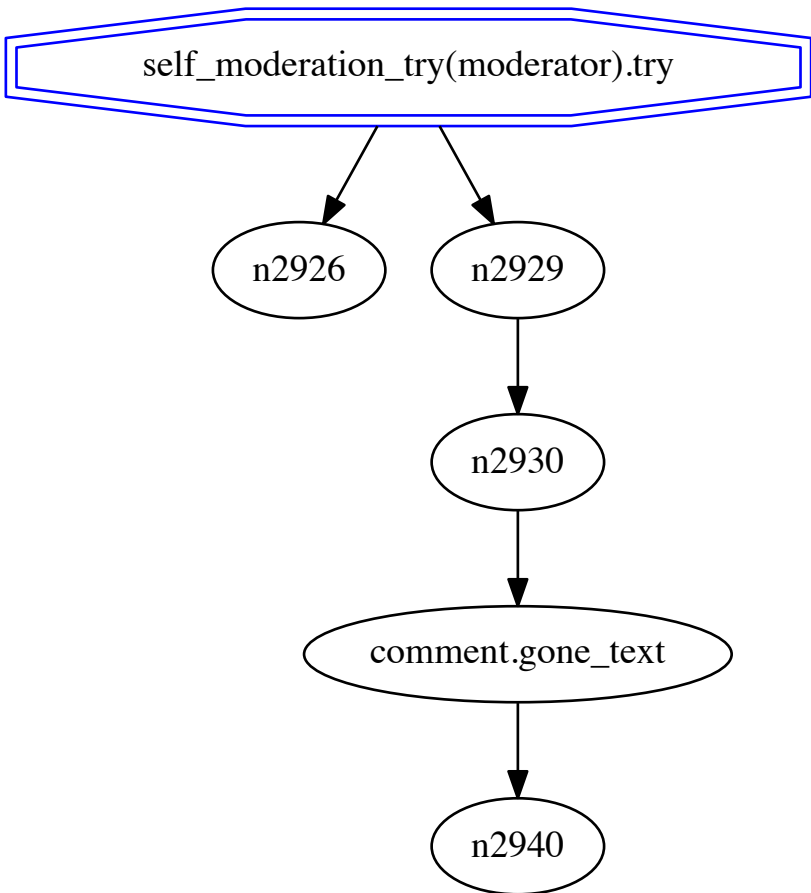 self_moderation_try(moderator).try
n2926
n2929
n2930
comment.gone_text
n2940